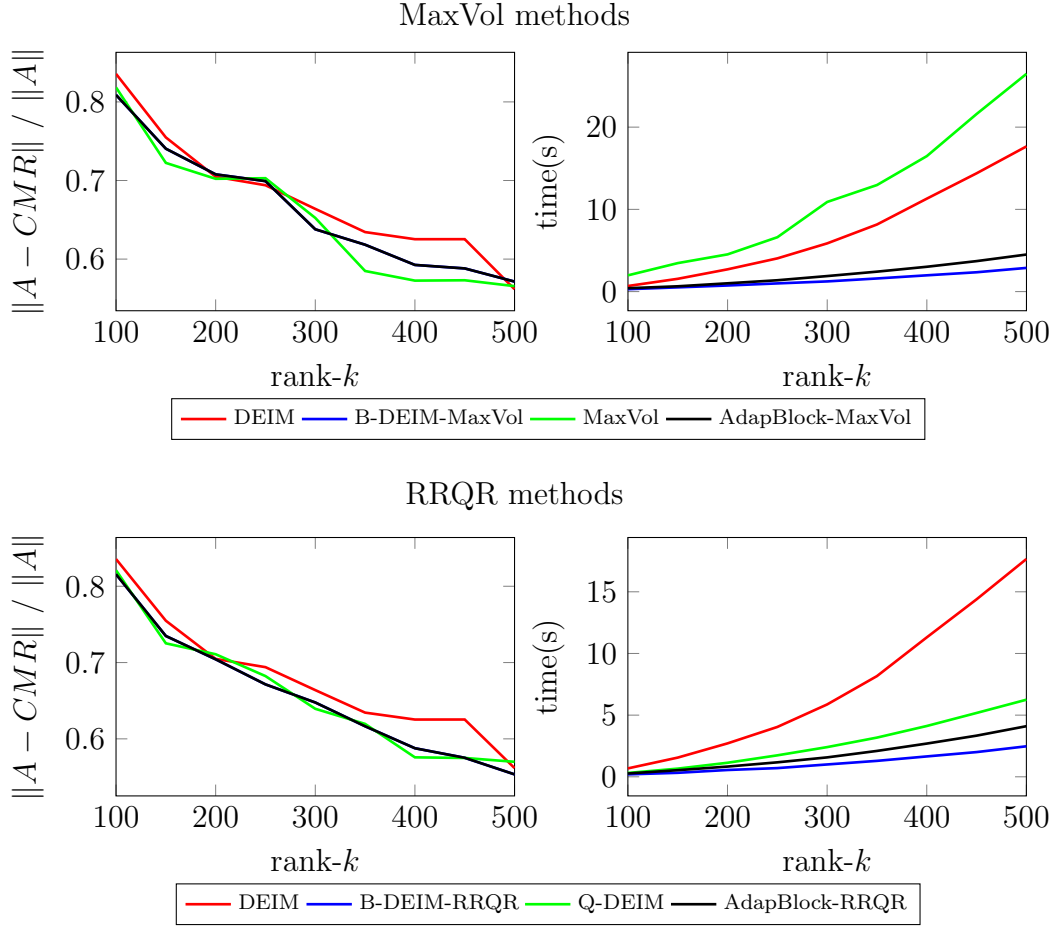 MaxVol methods
‖A − CMR‖ / ‖A‖
0.8
0.7
0.6
100 200 300 400 500
rank-k
time(s)
20
10
0
100 200 300 400 500
rank-k
DEIM B-DEIM-MaxVol MaxVol AdapBlock-MaxVol
RRQR methods
‖A − CMR‖ / ‖A‖
0.8
0.7
0.6
100 200 300 400 500
rank-k
time(s)
15
10
5
0
100 200 300 400 500
rank-k
DEIM B-DEIM-RRQR Q-DEIM AdapBlock-RRQR